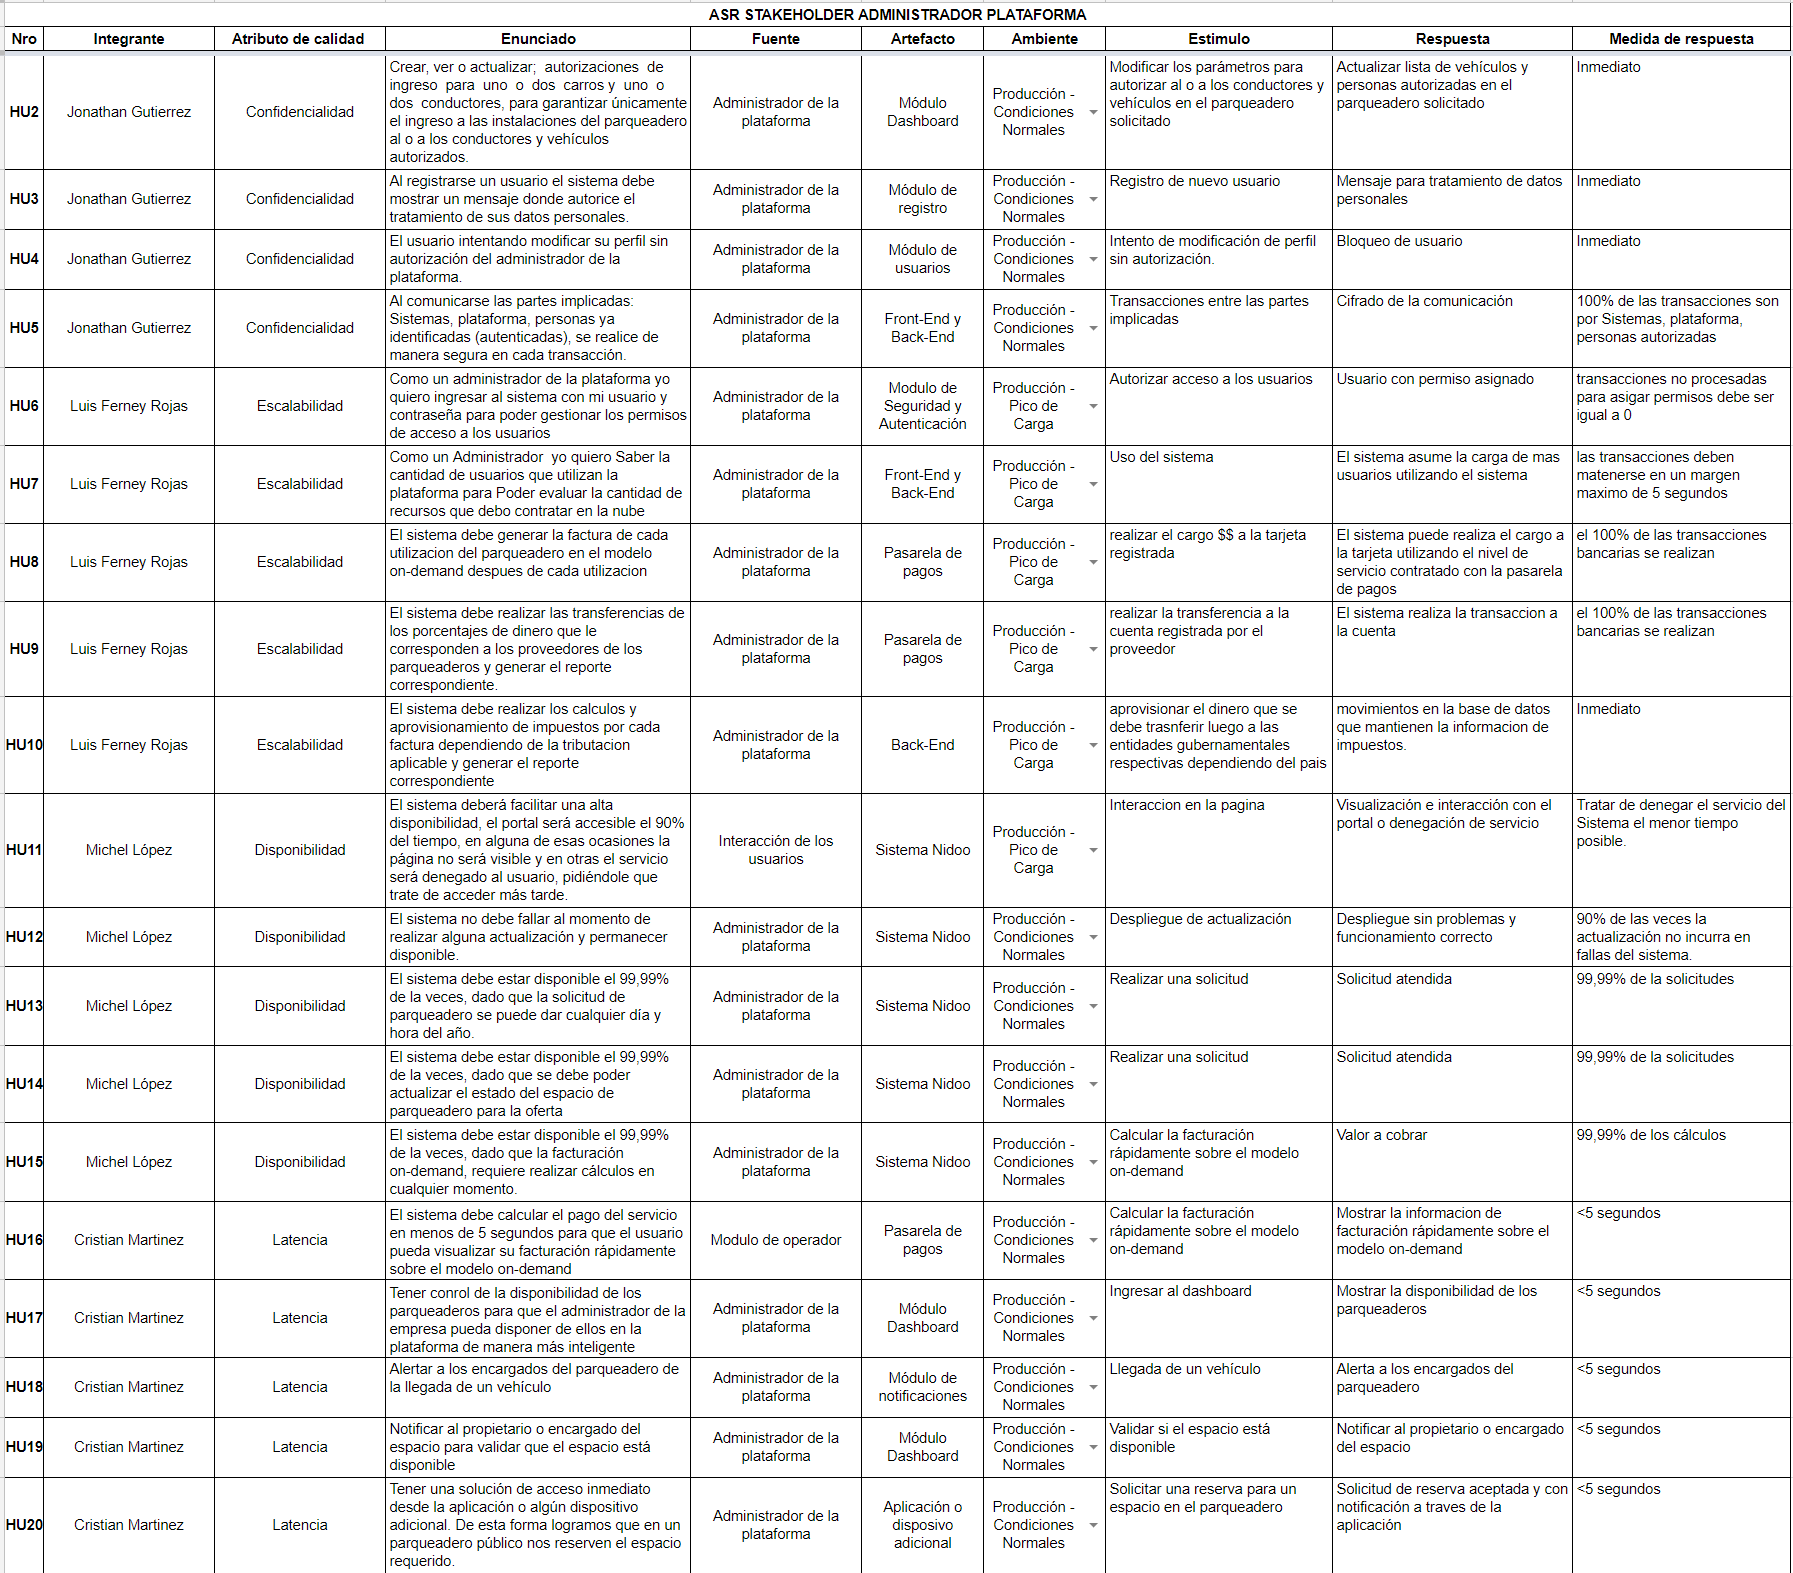 ASR STAKEHOLDER ADMINISTRADOR PLATAFORMA
Nro Integrante Atributo de calidad Enunciado Fuente Artefacto Ambiente Estimulo Respuesta Medida de respuesta
HU2
Jonathan Gutierrez
Confidencialidad
Crear, ver o actualizar; autorizaciones de
ingreso para uno o dos carros y uno o
dos conductores, para garantizar únicamente
el ingreso a las instalaciones del parqueadero
al o a los conductores y vehículos
autorizados.
Administrador de la
plataforma
Módulo
Dashboard
Producción -
Condiciones
Normales
Modificar los parámetros para
autorizar al o a los conductores y
vehículos en el parqueadero
solicitado
Actualizar lista de vehículos y
personas autorizadas en el
parqueadero solicitado
Inmediato
HU3
Jonathan Gutierrez
Confidencialidad
Al registrarse un usuario el sistema debe
mostrar un mensaje donde autorice el
tratamiento de sus datos personales.
Administrador de la
plataforma
Módulo de
registro
Producción -
Condiciones
Normales
Registro de nuevo usuario
Mensaje para tratamiento de datos
personales
Inmediato
HU4
Jonathan Gutierrez
Confidencialidad
El usuario intentando modificar su perfil sin
autorización del administrador de la
plataforma.
Administrador de la
plataforma
Módulo de
usuarios
Producción -
Condiciones
Normales
Intento de modificación de perfil
sin autorización.
Bloqueo de usuario
Inmediato
HU5
Jonathan Gutierrez
Confidencialidad
Al comunicarse las partes implicadas:
Sistemas, plataforma, personas ya
identificadas (autenticadas), se realice de
manera segura en cada transacción.
Administrador de la
plataforma
Front-End y
Back-End
Producción -
Condiciones
Normales
Transacciones entre las partes
implicadas
Cifrado de la comunicación
100% de las transacciones son
por Sistemas, plataforma,
personas autorizadas
HU6
Luis Ferney Rojas
Escalabilidad
Como un administrador de la plataforma yo
quiero ingresar al sistema con mi usuario y
contraseña para poder gestionar los permisos
de acceso a los usuarios
Administrador de la
plataforma
Modulo de
Seguridad y
Autenticación
Producción -
Pico de
Carga
Autorizar acceso a los usuarios
Usuario con permiso asignado
transacciones no procesadas
para asigar permisos debe ser
igual a 0
HU7
Luis Ferney Rojas
Escalabilidad
Como un Administrador yo quiero Saber la
cantidad de usuarios que utilizan la
plataforma para Poder evaluar la cantidad de
recursos que debo contratar en la nube
Administrador de la
plataforma
Front-End y
Back-End
Producción -
Pico de
Carga
Uso del sistema
El sistema asume la carga de mas
usuarios utilizando el sistema
las transacciones deben
matenerse en un margen
maximo de 5 segundos
HU8
Luis Ferney Rojas
Escalabilidad
El sistema debe generar la factura de cada
utilizacion del parqueadero en el modelo
on-demand despues de cada utilizacion
Administrador de la
plataforma
Pasarela de
pagos
Producción -
Pico de
Carga
realizar el cargo $$ a la tarjeta
registrada
El sistema puede realiza el cargo a
la tarjeta utilizando el nivel de
servicio contratado con la pasarela
de pagos
el 100% de las transacciones
bancarias se realizan
HU9
Luis Ferney Rojas
Escalabilidad
El sistema debe realizar las transferencias de
los porcentajes de dinero que le
corresponden a los proveedores de los
parqueaderos y generar el reporte
correspondiente.
Administrador de la
plataforma
Pasarela de
pagos
Producción -
Pico de
Carga
realizar la transferencia a la
cuenta registrada por el
proveedor
El sistema realiza la transaccion a
la cuenta
el 100% de las transacciones
bancarias se realizan
HU10
Luis Ferney Rojas
Escalabilidad
El sistema debe realizar los calculos y
aprovisionamiento de impuestos por cada
factura dependiendo de la tributacion
aplicable y generar el reporte
correspondiente
Administrador de la
plataforma
Back-End
Producción -
Pico de
Carga
aprovisionar el dinero que se
debe trasnferir luego a las
entidades gubernamentales
respectivas dependiendo del pais
movimientos en la base de datos
que mantienen la informacion de
impuestos.
Inmediato
HU11
Michel López
Disponibilidad
El sistema deberá facilitar una alta
disponibilidad, el portal será accesible el 90%
del tiempo, en alguna de esas ocasiones la
página no será visible y en otras el servicio
será denegado al usuario, pidiéndole que
trate de acceder más tarde.
Interacción de los
usuarios
Sistema Nidoo
Producción -
Pico de
Carga
Interaccion en la pagina
Visualización e interacción con el
portal o denegación de servicio
Tratar de denegar el servicio del
Sistema el menor tiempo
posible.
HU12
Michel López
Disponibilidad
El sistema no debe fallar al momento de
realizar alguna actualización y permanecer
disponible.
Administrador de la
plataforma
Sistema Nidoo
Producción -
Condiciones
Normales
Despliegue de actualización
Despliegue sin problemas y
funcionamiento correcto
90% de las veces la
actualización no incurra en
fallas del sistema.
HU13
Michel López
Disponibilidad
El sistema debe estar disponible el 99,99%
de la veces, dado que la solicitud de
parqueadero se puede dar cualquier día y
hora del año.
Administrador de la
plataforma
Sistema Nidoo
Producción -
Condiciones
Normales
Realizar una solicitud
Solicitud atendida
99,99% de la solicitudes
HU14
Michel López
Disponibilidad
El sistema debe estar disponible el 99,99%
de la veces, dado que se debe poder
actualizar el estado del espacio de
parqueadero para la oferta
Administrador de la
plataforma
Sistema Nidoo
Producción -
Condiciones
Normales
Realizar una solicitud
Solicitud atendida
99,99% de la solicitudes
HU15
Michel López
Disponibilidad
El sistema debe estar disponible el 99,99%
de la veces, dado que la facturación
on-demand, requiere realizar cálculos en
cualquier momento.
Administrador de la
plataforma
Sistema Nidoo
Producción -
Condiciones
Normales
Calcular la facturación
rápidamente sobre el modelo
on-demand
Valor a cobrar
99,99% de los cálculos
HU16
Cristian Martinez
Latencia
El sistema debe calcular el pago del servicio
en menos de 5 segundos para que el usuario
pueda visualizar su facturación rápidamente
sobre el modelo on-demand
Modulo de operador
Pasarela de
pagos
Producción -
Condiciones
Normales
Calcular la facturación
rápidamente sobre el modelo
on-demand
Mostrar la informacion de
facturación rápidamente sobre el
modelo on-demand
<5 segundos
HU17
Cristian Martinez
Latencia
Tener conrol de la disponibilidad de los
parqueaderos para que el administrador de la
empresa pueda disponer de ellos en la
plataforma de manera más inteligente
Administrador de la
plataforma
Módulo
Dashboard
Producción -
Condiciones
Normales
Ingresar al dashboard
Mostrar la disponibilidad de los
parqueaderos
<5 segundos
HU18
Cristian Martinez
Latencia
Alertar a los encargados del parqueadero de
la llegada de un vehículo
Administrador de la
plataforma
Módulo de
notificaciones
Producción -
Condiciones
Normales
Llegada de un vehículo
Alerta a los encargados del
parqueadero
<5 segundos
HU19
Cristian Martinez
Latencia
Notificar al propietario o encargado del
espacio para validar que el espacio está
disponible
Administrador de la
plataforma
Módulo
Dashboard
Producción -
Condiciones
Normales
Validar si el espacio está
disponible
Notificar al propietario o encargado
del espacio
<5 segundos
HU20
Cristian Martinez
Latencia
Tener una solución de acceso inmediato
desde la aplicación o algún dispositivo
adicional. De esta forma logramos que en un
parqueadero público nos reserven el espacio
requerido.
Administrador de la
plataforma
Aplicación o
disposivo
adicional
Producción -
Condiciones
Normales
Solicitar una reserva para un
espacio en el parqueadero
Solicitud de reserva aceptada y con
notificación a traves de la
aplicación
<5 segundos